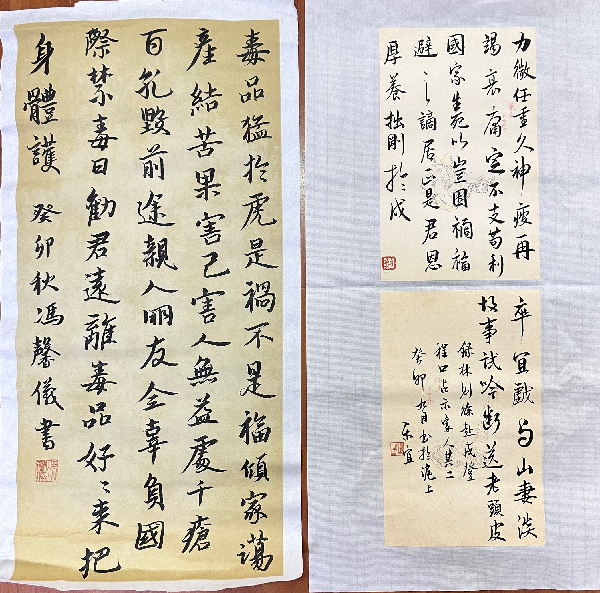 毒品猛於虎是禍不是福傾家蕩
産結苦果害己害人無益處千瘡
百孔毀前途親人朋友全辜負國
際禁毒日勸君遠離毒品好〻來把
身體護 癸卯秋馮馨儀書
力微任重久神疲再
竭衰庸定不支苟利
國家生死以豈因禍福
避之謫居正是君恩
厚養拙剛於戍
卒宜戲与山妻談
故事試吟断送老頭皮
錄林則徐赴戍登
程口占示家人其二
癸卯九月書於滬上